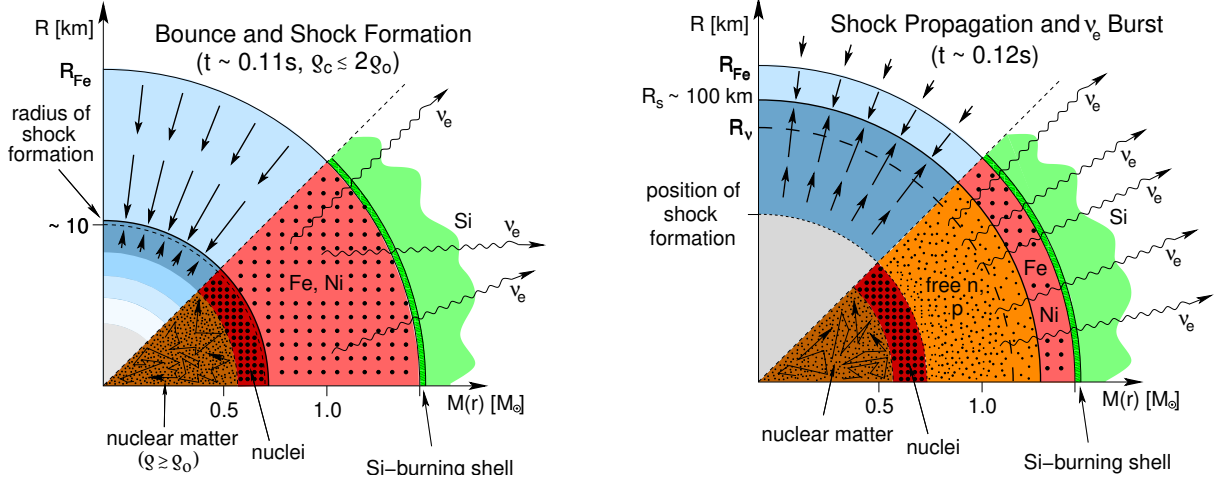 R [km]
Bounce and Shock Formation
(t ~ 0.11s, ϱc ≲ 2ϱo)
RFe
radius of
shock
formation
νe
~ 10
Si
νe
Fe, Ni
νe
0.5
1.0
M(r) [M⊙]
nuclear matter
(ϱ ≳ ϱo)
nuclei
Si−burning shell
R [km]
Shock Propagation and νe Burst
(t ~ 0.12s)
RFe
Rs ~ 100 km
Rν
νe
position of
shock
formation
νe
Si
νe
Fe
free n,
p
νe
Ni
νe
0.5
1.0
M(r) [M⊙]
nuclear matter
nuclei
Si−burning shell